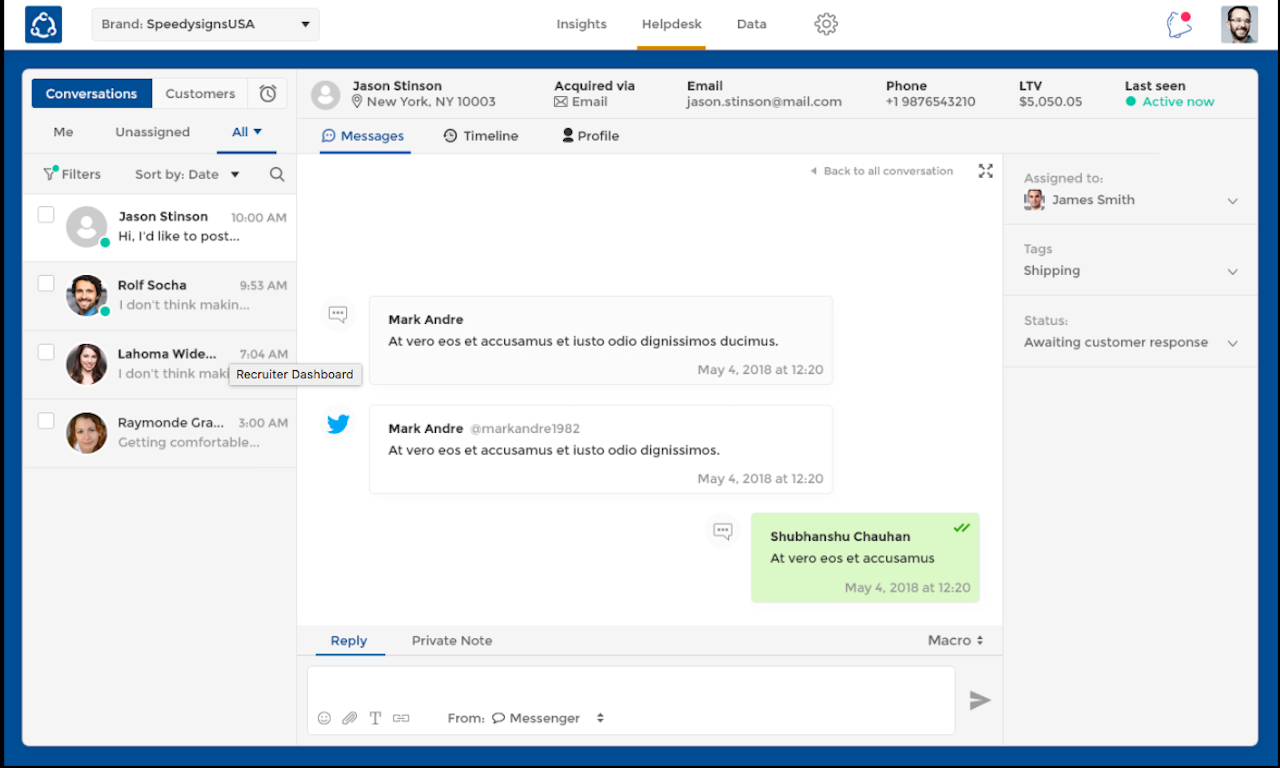 Brand: SpeedysignsUSA
Insights Helpdesk Data
Conversations Customers
Me Unassigned All
Filters Sort by: Date
Jason Stinson 10:00 AM
Hi, I'd like to post...
Rolf Socha 9:53 AM
I don't think makin...
Lahoma Wide... 7:04 AM
I don't think maki
Recruiter Dashboard
Raymonde Gra... 3:00 AM
Getting comfortable...
Jason Stinson
New York, NY 10003
Acquired via
Email
Email
jason.stinson@mail.com
Phone
+1 9876543210
LTV
$5,050.05
Last seen
Active now
Messages Timeline Profile
Back to all conversation
Mark Andre
At vero eos et accusamus et iusto odio dignissimos ducimus.
May 4, 2018 at 12:20
Mark Andre @markandre1982
At vero eos et accusamus et iusto odio dignissimos.
May 4, 2018 at 12:20
Shubhanshu Chauhan
At vero eos et accusamus
May 4, 2018 at 12:20
Reply Private Note Macro
T
From: Messenger
Assigned to:
James Smith
Tags
Shipping
Status:
Awaiting customer response